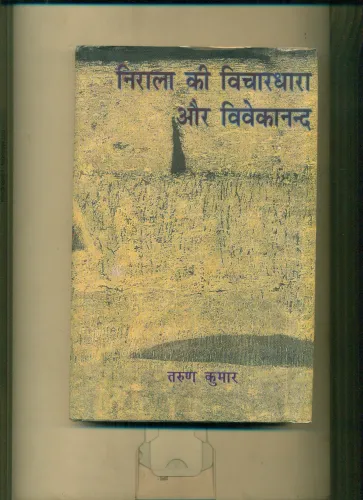 निराला की विचारधारा
और विवेकानन्द
तरुण कुमार